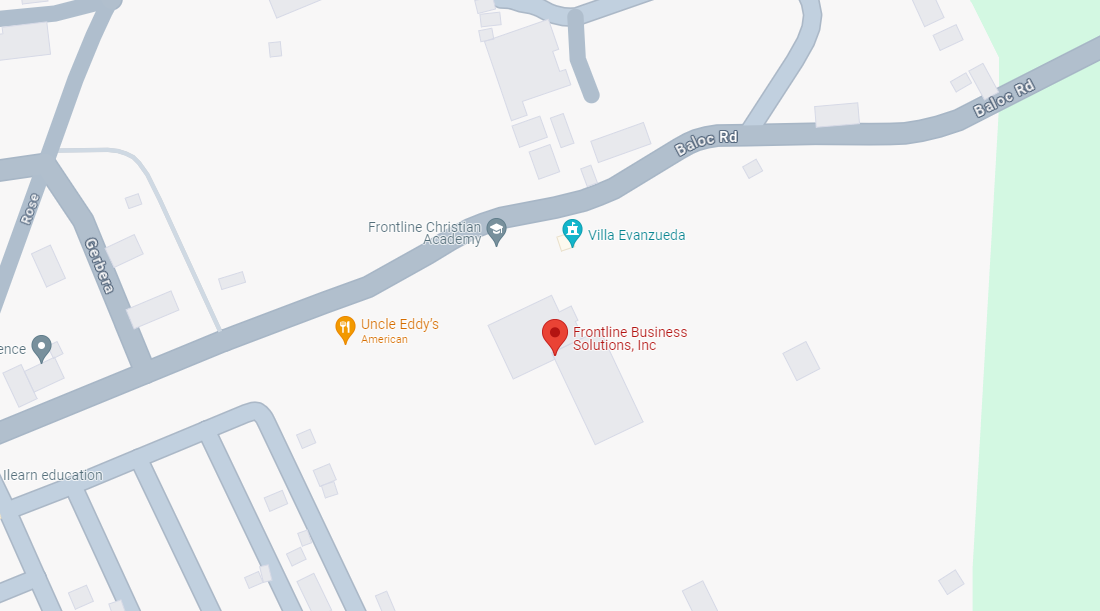 Baloc Rd
Baloc Rd
Rose
Gerbera
Frontline Christian
Academy
Villa Evanzueda
Uncle Eddy's
American
Frontline Business
Solutions, Inc
ence
Ilearn education